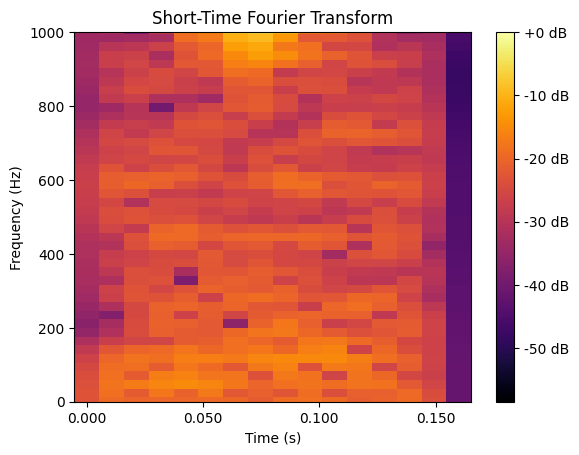 Short-Time Fourier Transform
1000
800
600
400
200
0
Frequency (Hz)
0.000
0.050
0.100
0.150
Time (s)
+0 dB
-10 dB
-20 dB
-30 dB
-40 dB
-50 dB